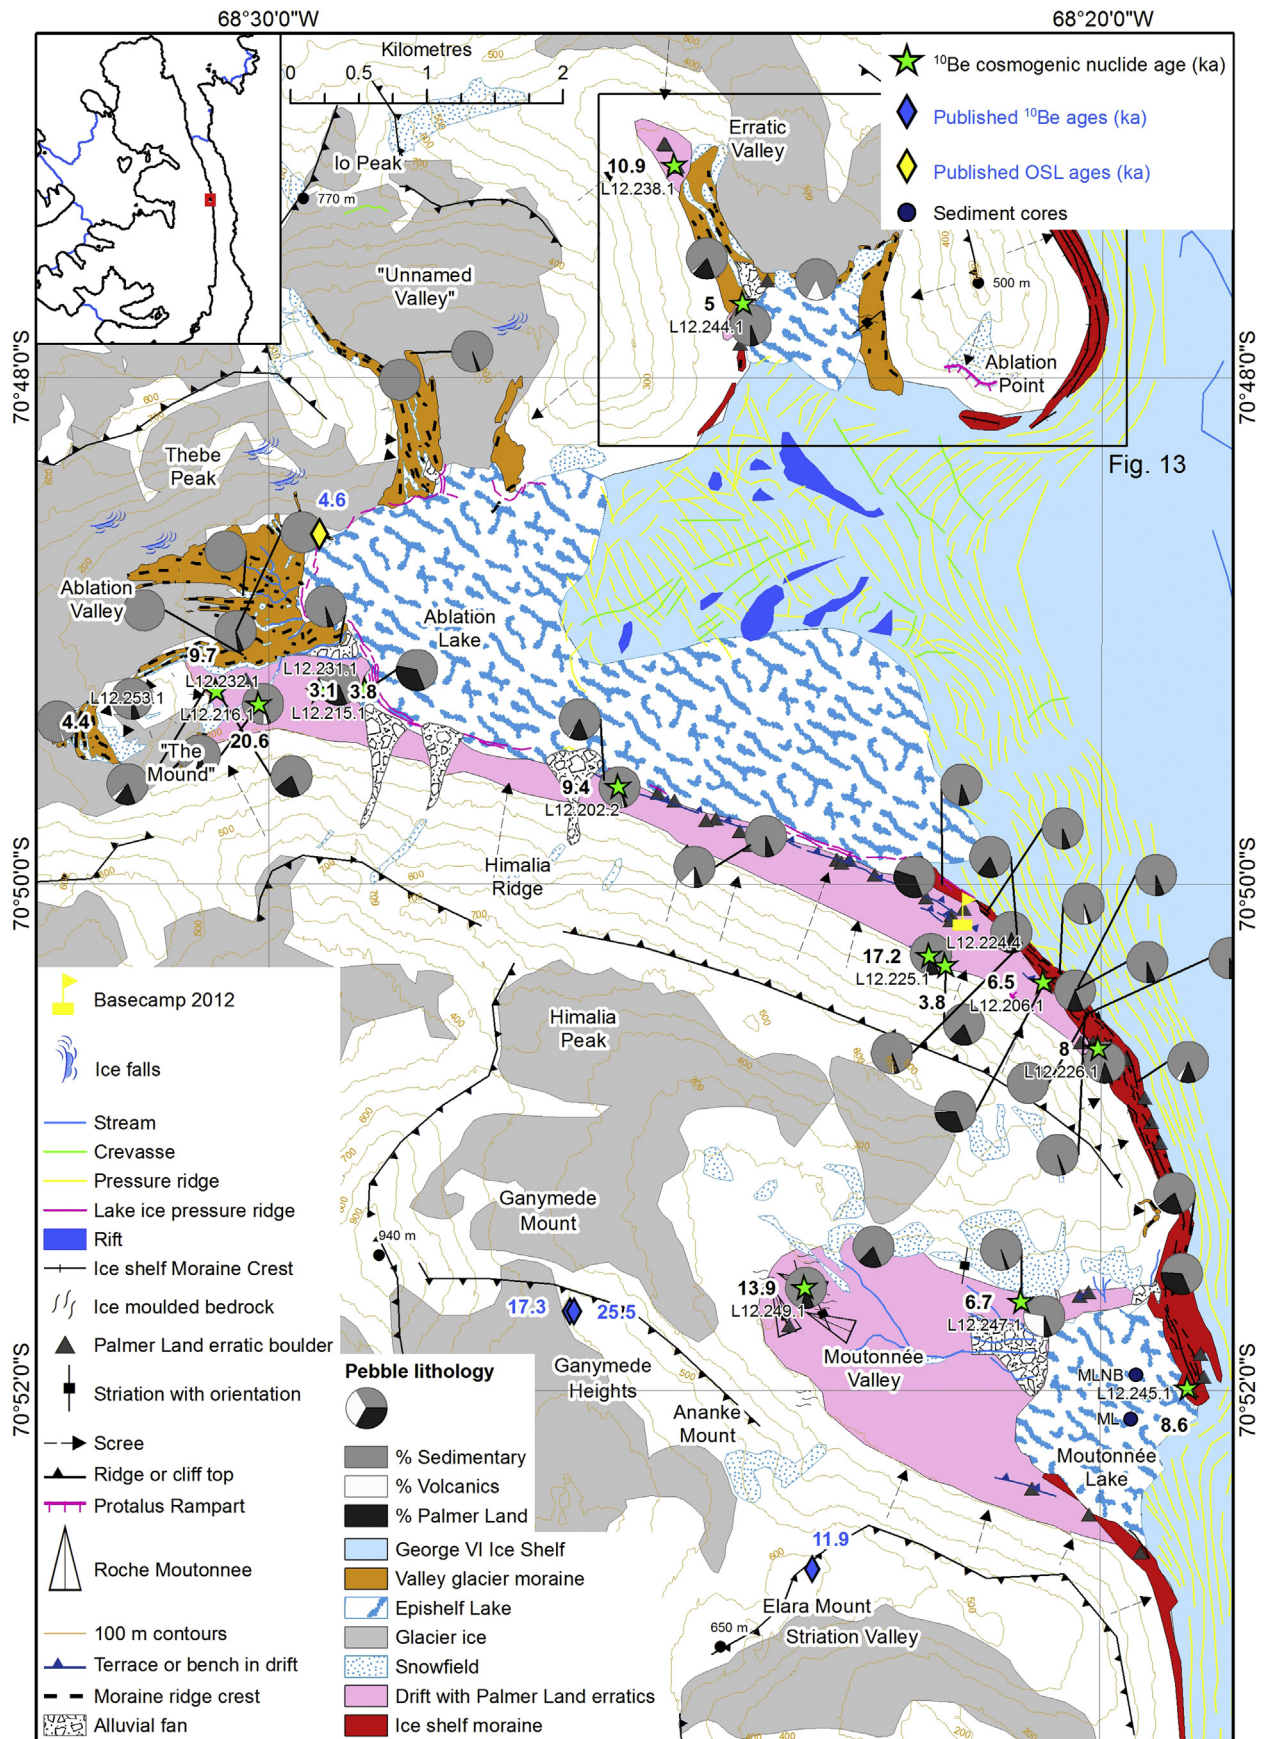 68°30'0"W
68°20'0"W
Kilometres
0 0.5 1 2
Io Peak
770 m
"Unnamed
Valley"
Erratic
Valley
10.9
L12.238.1
5
L12.244.1
500 m
Ablation
Point
Fig. 13
10Be cosmogenic nuclide age (ka)
Published 10Be ages (ka)
Published OSL ages (ka)
Sediment cores
70°48'0"S
70°48'0"S
Thebe
Peak
4.6
Ablation
Valley
Ablation
Lake
9.7
L12.232.1
L12.231.1
L12.253.1
3.1 3.8
L12.216.1
L12.215.1
4.4
20.6
"The
Mound"
9.4
L12.202.2
Himalia
Ridge
70°50'0"S
70°50'0"S
L12.224.4
17.2
L12.225.1
3.8
6.5
L12.206.1
8
L12.226.1
Himalia
Peak
Ganymede
Mount
940 m
17.3
25.5
Ganymede
Heights
Ananke
Mount
13.9
L12.249.1
6.7
L12.247.1
Moutonnée
Valley
MLNB
L12.245.1
ML
8.6
Moutonnée
Lake
70°52'0"S
70°52'0"S
11.9
Elara Mount
650 m
Striation Valley
Basecamp 2012
Ice falls
Stream
Crevasse
Pressure ridge
Lake ice pressure ridge
Rift
Ice shelf Moraine Crest
Ice moulded bedrock
Palmer Land erratic boulder
Striation with orientation
Scree
Ridge or cliff top
Protalus Rampart
Roche Moutonnee
100 m contours
Terrace or bench in drift
Moraine ridge crest
Alluvial fan
Pebble lithology
% Sedimentary
% Volcanics
% Palmer Land
George VI Ice Shelf
Valley glacier moraine
Epishelf Lake
Glacier ice
Snowfield
Drift with Palmer Land erratics
Ice shelf moraine